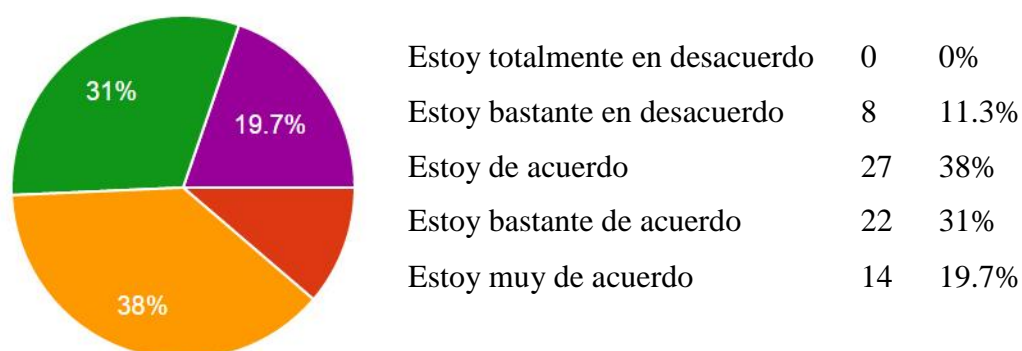 31%
19.7%
38%
Estoy totalmente en desacuerdo 0 0%
Estoy bastante en desacuerdo 8 11.3%
Estoy de acuerdo 27 38%
Estoy bastante de acuerdo 22 31%
Estoy muy de acuerdo 14 19.7%